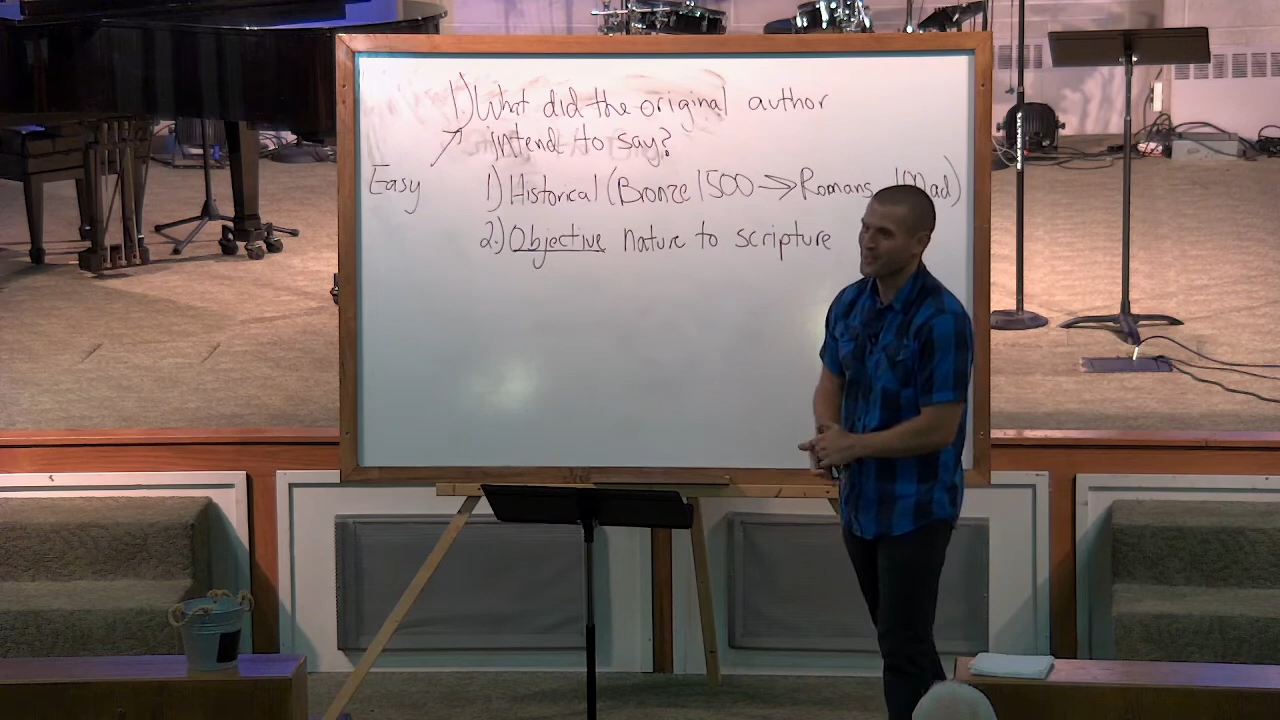 1.) What did the original author
intend to say?
Easy
1) Historical (Bronze 1500 → Romans 100ad)
2.) Objective nature to scripture